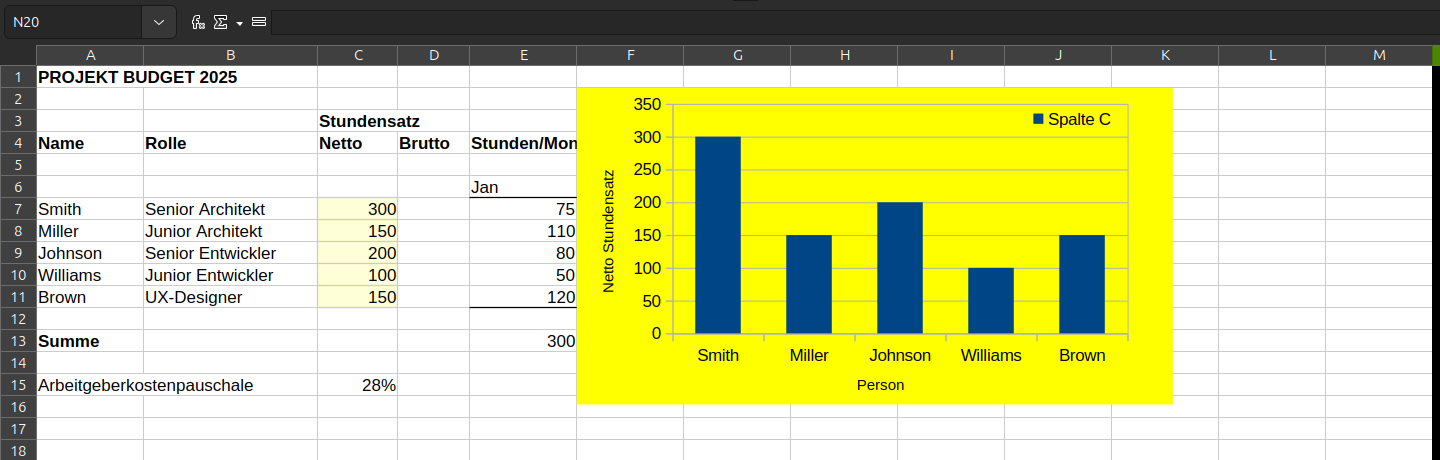 N20
A B C D E F G H I J K L M
1 PROJEKT BUDGET 2025
2
3 Stundensatz
4 Name Rolle Netto Brutto Stunden/Mon
5
6 Jan
7 Smith Senior Architekt 300 75
8 Miller Junior Architekt 150 110
9 Johnson Senior Entwickler 200 80
10 Williams Junior Entwickler 100 50
11 Brown UX-Designer 150 120
12
13 Summe 300
14
15 Arbeitgeberkostenpauschale 28%
16
17
18
Spalte C
350
300
250
200
150
100
50
0
Netto Stundensatz
Smith Miller Johnson Williams Brown
Person